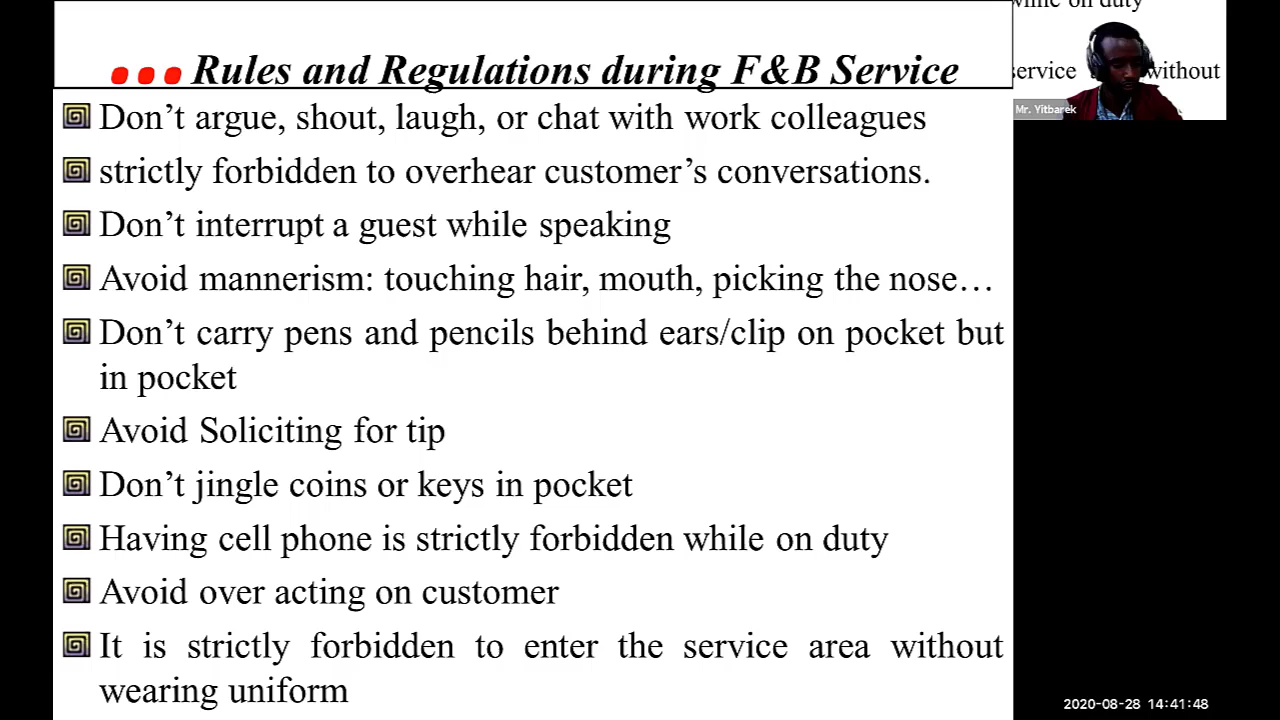 ... Rules and Regulations during F&B Service
Don’t argue, shout, laugh, or chat with work colleagues
strictly forbidden to overhear customer’s conversations.
Don’t interrupt a guest while speaking
Avoid mannerism: touching hair, mouth, picking the nose…
Don’t carry pens and pencils behind ears/clip on pocket but
in pocket
Avoid Soliciting for tip
Don’t jingle coins or keys in pocket
Having cell phone is strictly forbidden while on duty
Avoid over acting on customer
It is strictly forbidden to enter the service area without
wearing uniform
while on duty
service without
Mr. Yitbarek
2020-08-28 14:41:48